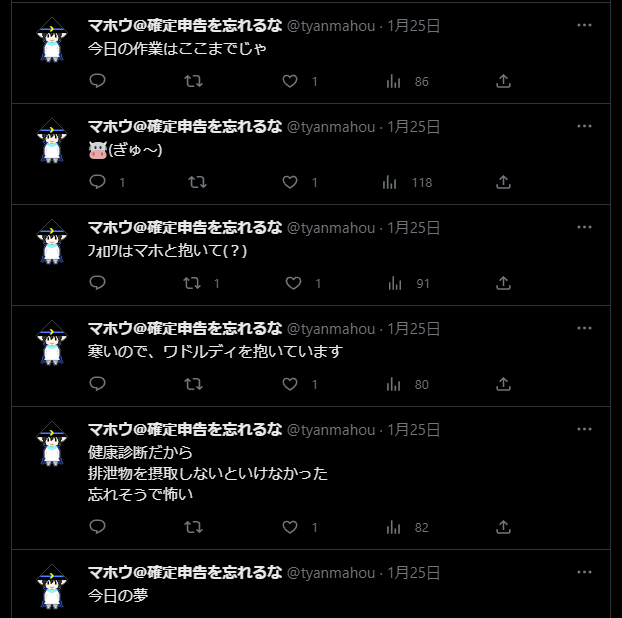 マホウ@確定申告を忘れるな @tyanmahou · 1月25日
今日の作業はここまでじゃ
1 86
マホウ@確定申告を忘れるな @tyanmahou · 1月25日
🐮(ぎゅ〜)
1 1 118
マホウ@確定申告を忘れるな @tyanmahou · 1月25日
ﾌｫﾛﾜはマホと抱いて(？)
1 1 91
マホウ@確定申告を忘れるな @tyanmahou · 1月25日
寒いので、ワドルディを抱いています
1 80
マホウ@確定申告を忘れるな @tyanmahou · 1月25日
健康診断だから
排泄物を摂取しないといけなかった
忘れそうで怖い
1 82
マホウ@確定申告を忘れるな @tyanmahou · 1月25日
今日の夢